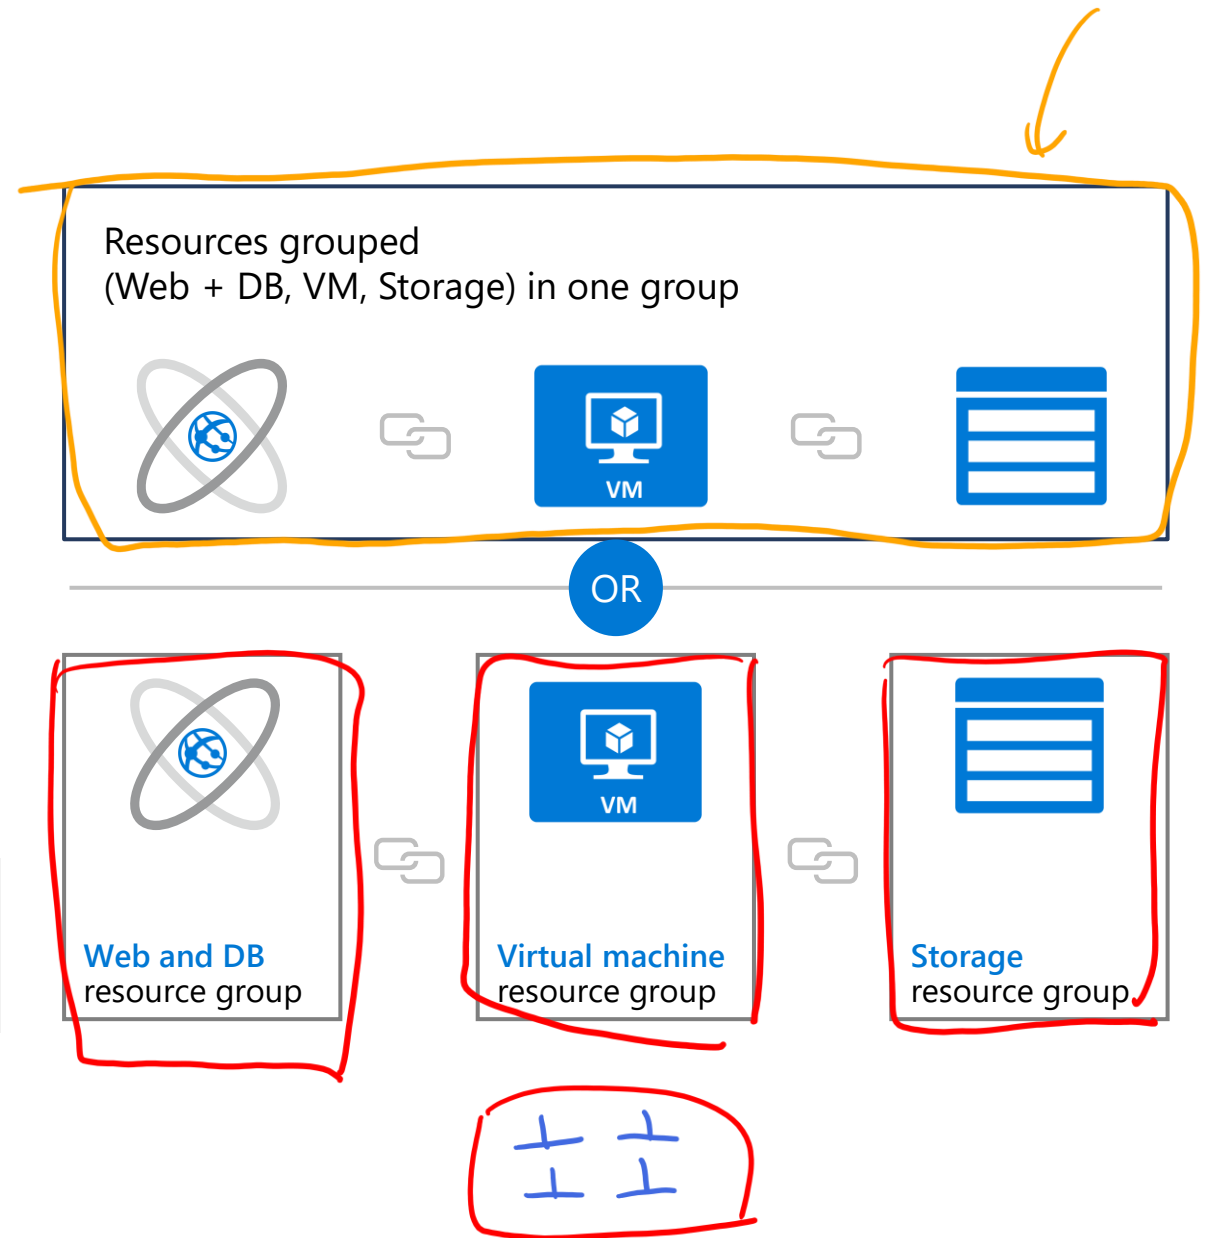 Resources grouped
(Web + DB, VM, Storage) in one group
VM
OR
VM
Web and DB
resource group
Virtual machine
resource group
Storage
resource group